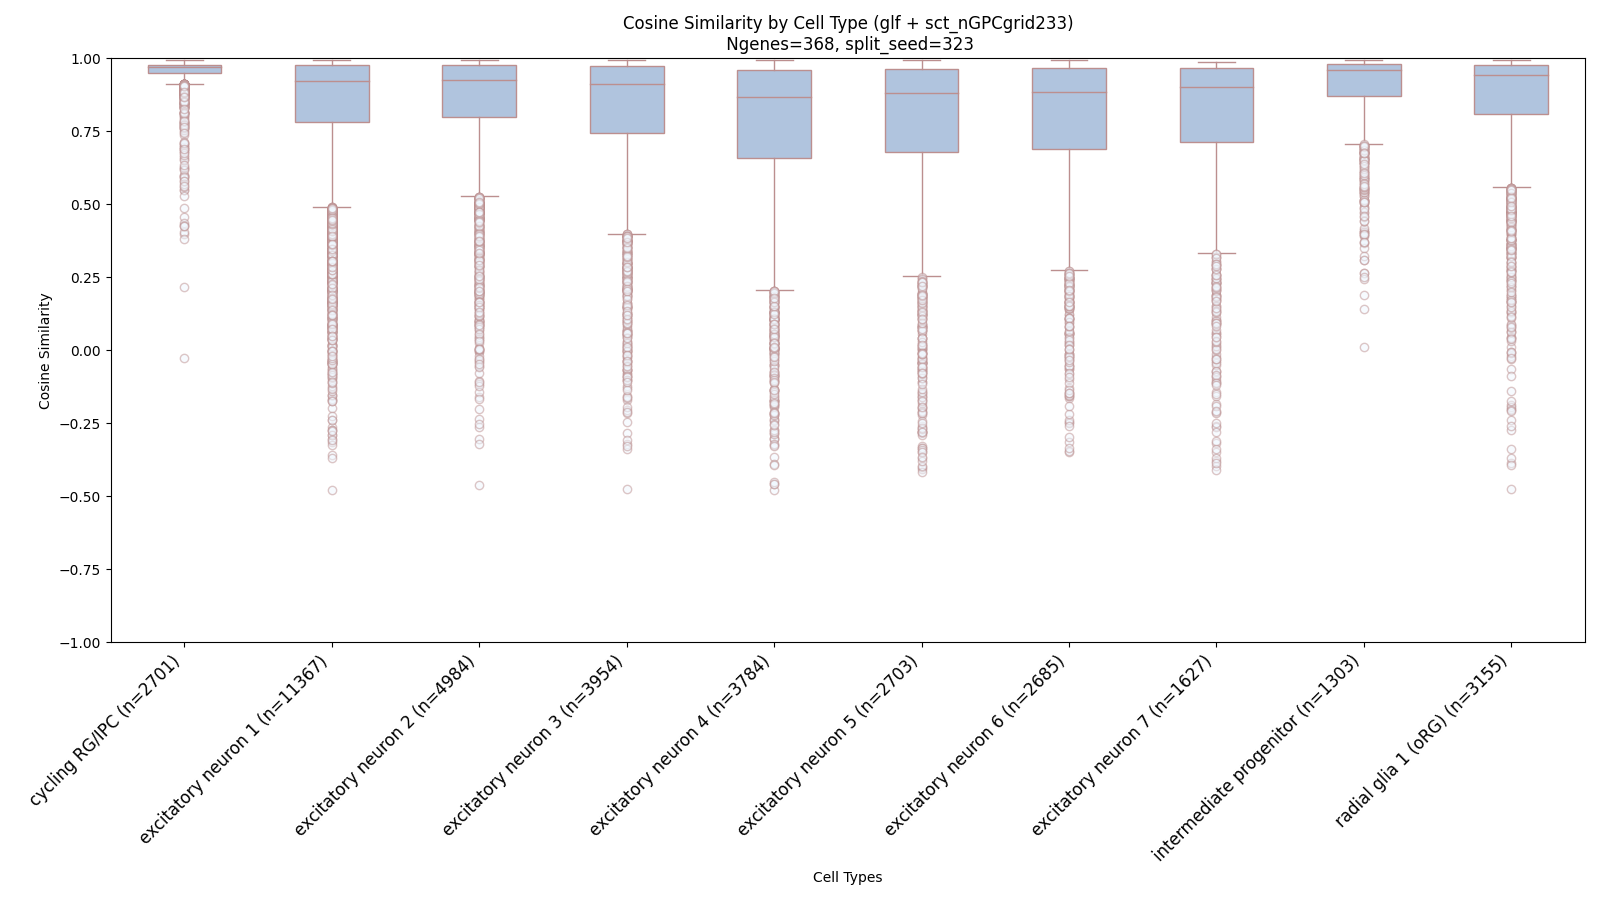 Cosine Similarity by Cell Type (glf + sct_nGPCgrid233)
Ngenes=368, split_seed=323
1.00
0.75
0.50
0.25
0.00
−0.25
−0.50
−0.75
−1.00
Cosine Similarity
cycling RG/IPC (n=2701)
excitatory neuron 1 (n=11367)
excitatory neuron 2 (n=4984)
excitatory neuron 3 (n=3954)
excitatory neuron 4 (n=3784)
excitatory neuron 5 (n=2703)
excitatory neuron 6 (n=2685)
excitatory neuron 7 (n=1627)
intermediate progenitor (n=1303)
radial glia 1 (oRG) (n=3155)
Cell Types